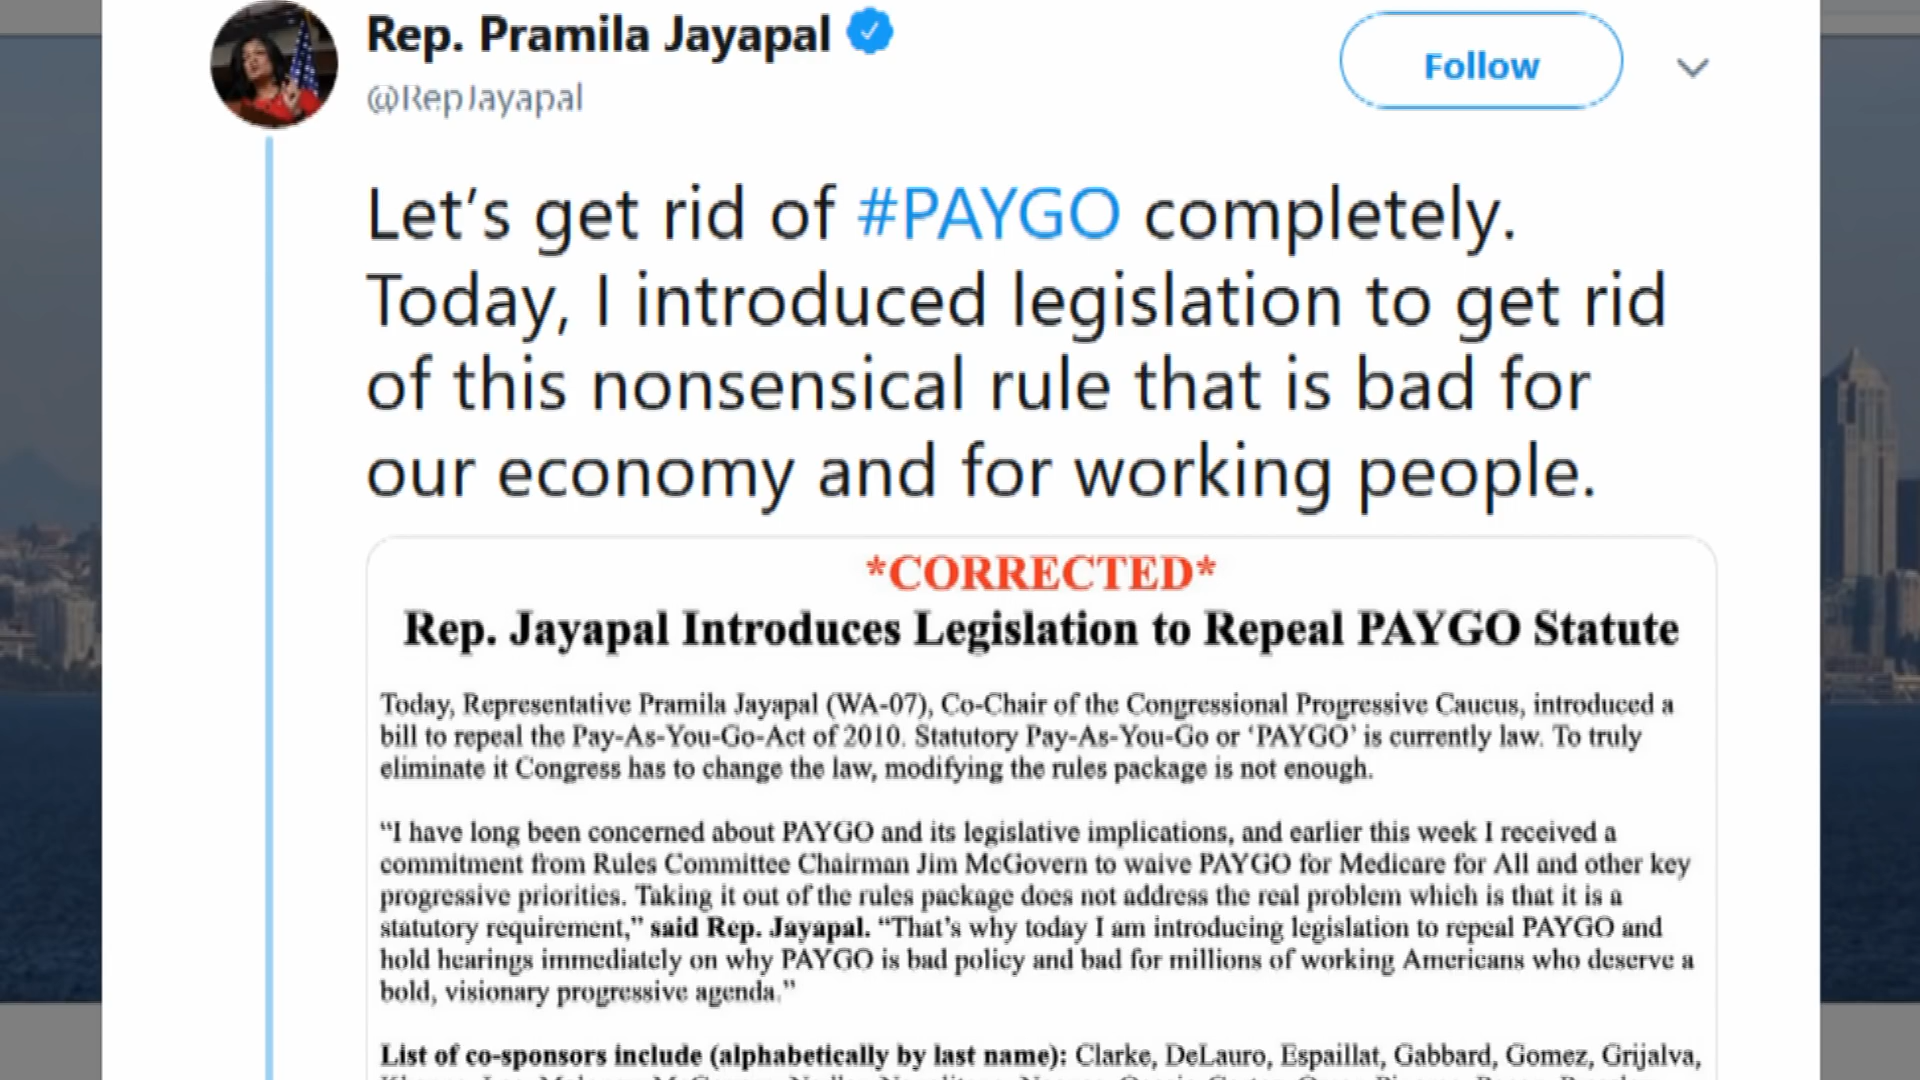 Rep. Pramila Jayapal
@RepJayapal
Follow
Let's get rid of #PAYGO completely.
Today, I introduced legislation to get rid
of this nonsensical rule that is bad for
our economy and for working people.
*CORRECTED*
Rep. Jayapal Introduces Legislation to Repeal PAYGO Statute
Today, Representative Pramila Jayapal (WA-07), Co-Chair of the Congressional Progressive Caucus, introduced a
bill to repeal the Pay-As-You-Go-Act of 2010. Statutory Pay-As-You-Go or ‘PAYGO’ is currently law. To truly
eliminate it Congress has to change the law, modifying the rules package is not enough.
“I have long been concerned about PAYGO and its legislative implications, and earlier this week I received a
commitment from Rules Committee Chairman Jim McGovern to waive PAYGO for Medicare for All and other key
progressive priorities. Taking it out of the rules package does not address the real problem which is that it is a
statutory requirement,” said Rep. Jayapal. “That’s why today I am introducing legislation to repeal PAYGO and
hold hearings immediately on why PAYGO is bad policy and bad for millions of working Americans who deserve a
bold, visionary progressive agenda.”
List of co-sponsors include (alphabetically by last name): Clarke, DeLauro, Espaillat, Gabbard, Gomez, Grijalva,